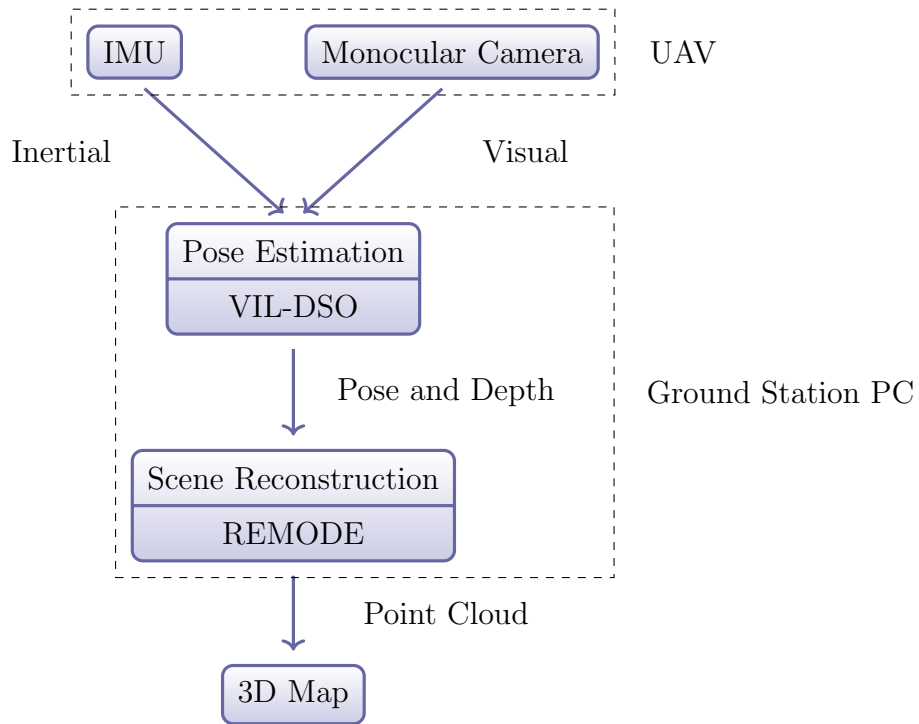 IMU
Monocular Camera
UAV
Inertial
Visual
Pose Estimation
VIL-DSO
Pose and Depth
Ground Station PC
Scene Reconstruction
REMODE
Point Cloud
3D Map